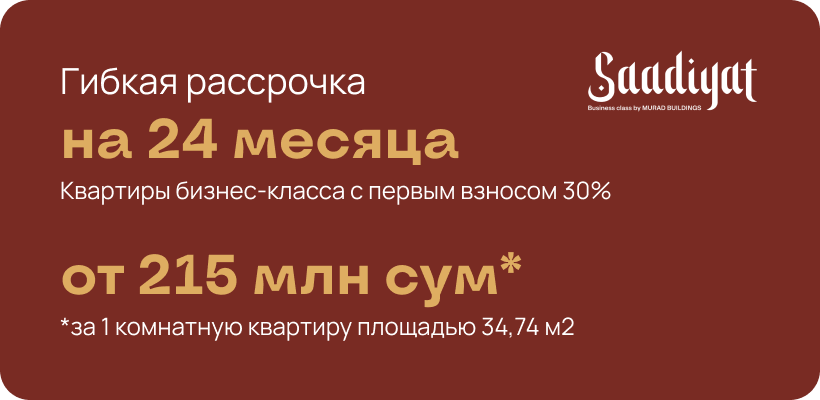 Гибкая рассрочка
на 24 месяца
Квартиры бизнес-класса с первым взносом 30%
от 215 млн сум*
*за 1 комнатную квартиру площадью 34,74 м2
Saadiyat
Business class by MURAD BUILDINGS